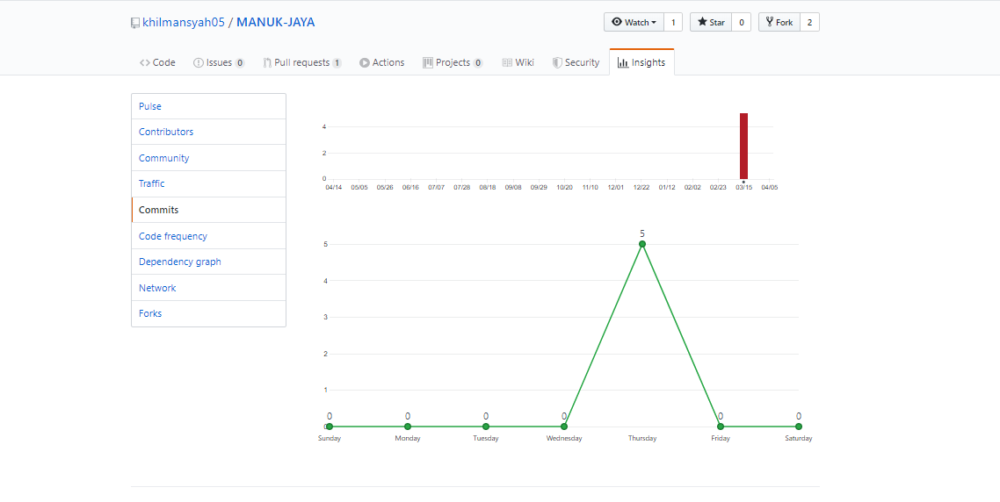 khilmansyah05 / MANUK-JAYA
Watch 1 Star 0 Fork 2
Code Issues 0 Pull requests 1 Actions Projects 0 Wiki Security Insights
Pulse
Contributors
Community
Traffic
Commits
Code frequency
Dependency graph
Network
Forks
4
2
0
04/14 05/05 05/26 06/16 07/07 07/28 08/18 09/08 09/29 10/20 11/10 12/01 12/22 01/12 02/02 02/23 03/15 04/05
5
5
4
3
2
1
0 0 0 0 0 0
0
Sunday Monday Tuesday Wednesday Thursday Friday Saturday